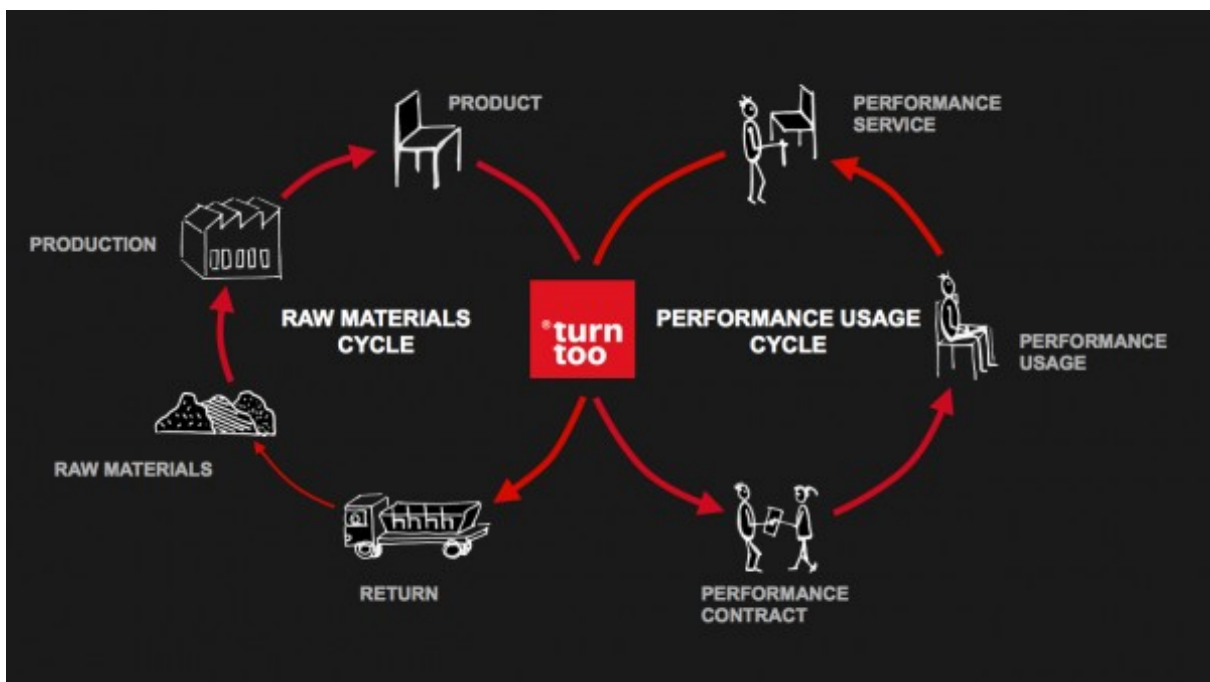 PRODUCT
PERFORMANCE
SERVICE
PRODUCTION
RAW MATERIALS
CYCLE
®turn
too
PERFORMANCE USAGE
CYCLE
PERFORMANCE
USAGE
RAW MATERIALS
RETURN
PERFORMANCE
CONTRACT